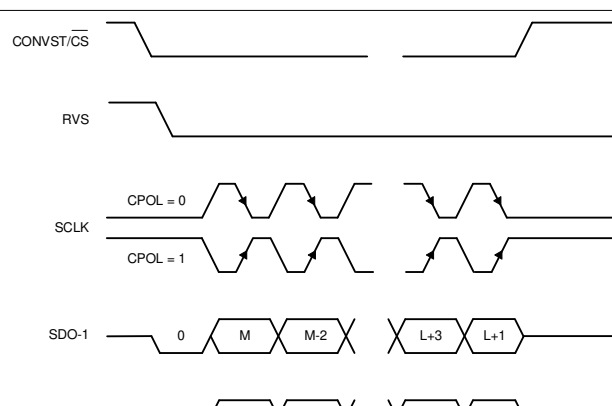 CONVST/CS
RVS
CPOL = 0
SCLK
CPOL = 1
SDO-1 0 M M-2 L+3 L+1